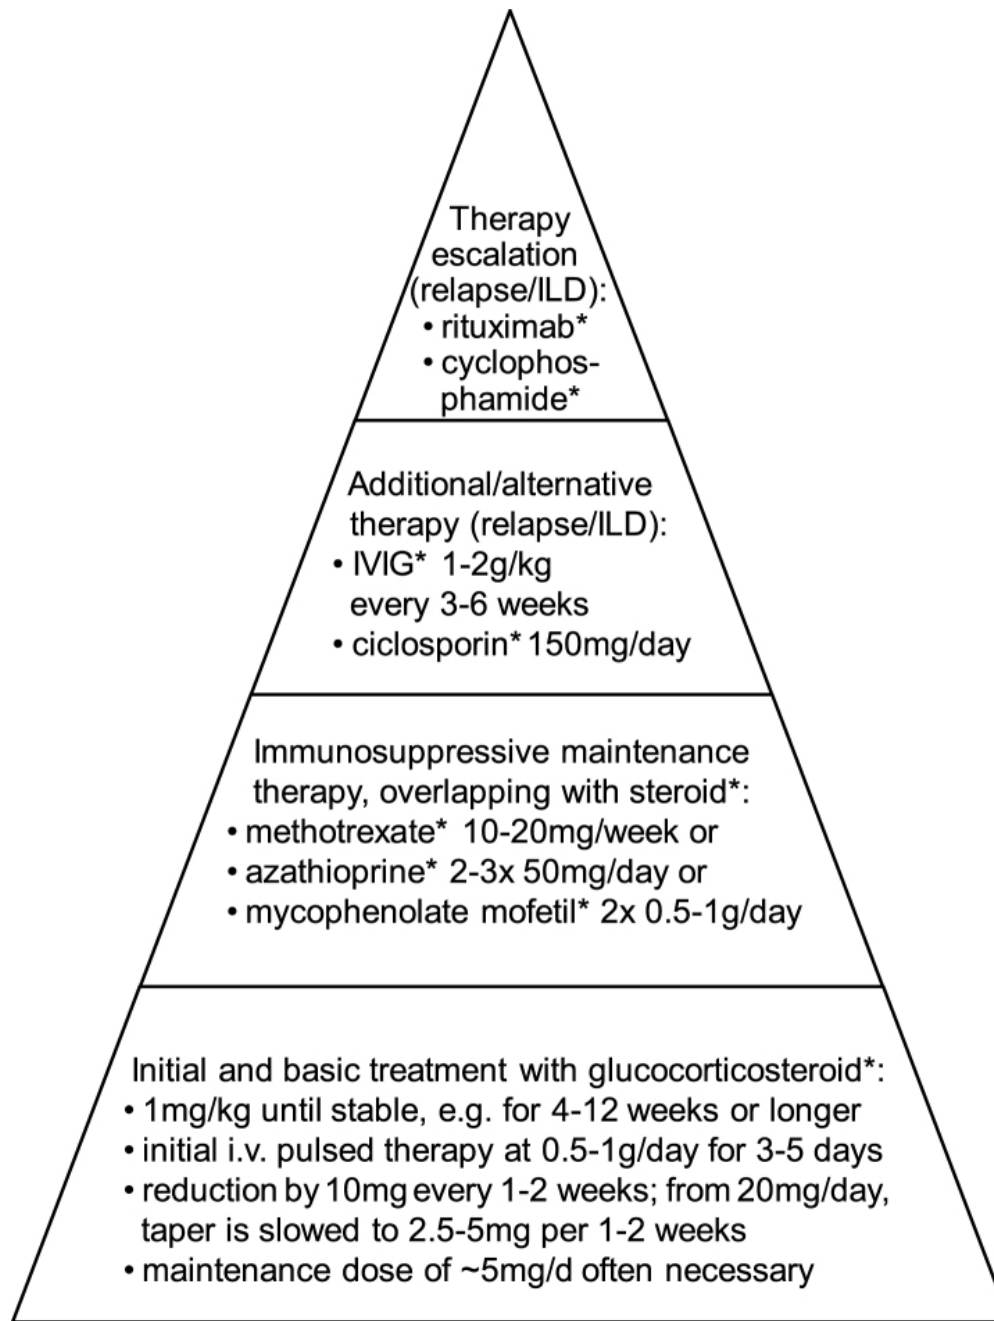 Therapy
escalation
(relapse/ILD):
• rituximab*
• cyclophos-
phamide*
Additional/alternative
therapy (relapse/ILD):
• IVIG* 1-2g/kg
every 3-6 weeks
• ciclosporin* 150mg/day
Immunosuppressive maintenance
therapy, overlapping with steroid*:
• methotrexate* 10-20mg/week or
• azathioprine* 2-3x 50mg/day or
• mycophenolate mofetil* 2x 0.5-1g/day
Initial and basic treatment with glucocorticosteroid*:
• 1mg/kg until stable, e.g. for 4-12 weeks or longer
• initial i.v. pulsed therapy at 0.5-1g/day for 3-5 days
• reduction by 10mg every 1-2 weeks; from 20mg/day,
taper is slowed to 2.5-5mg per 1-2 weeks
• maintenance dose of ~5mg/d often necessary